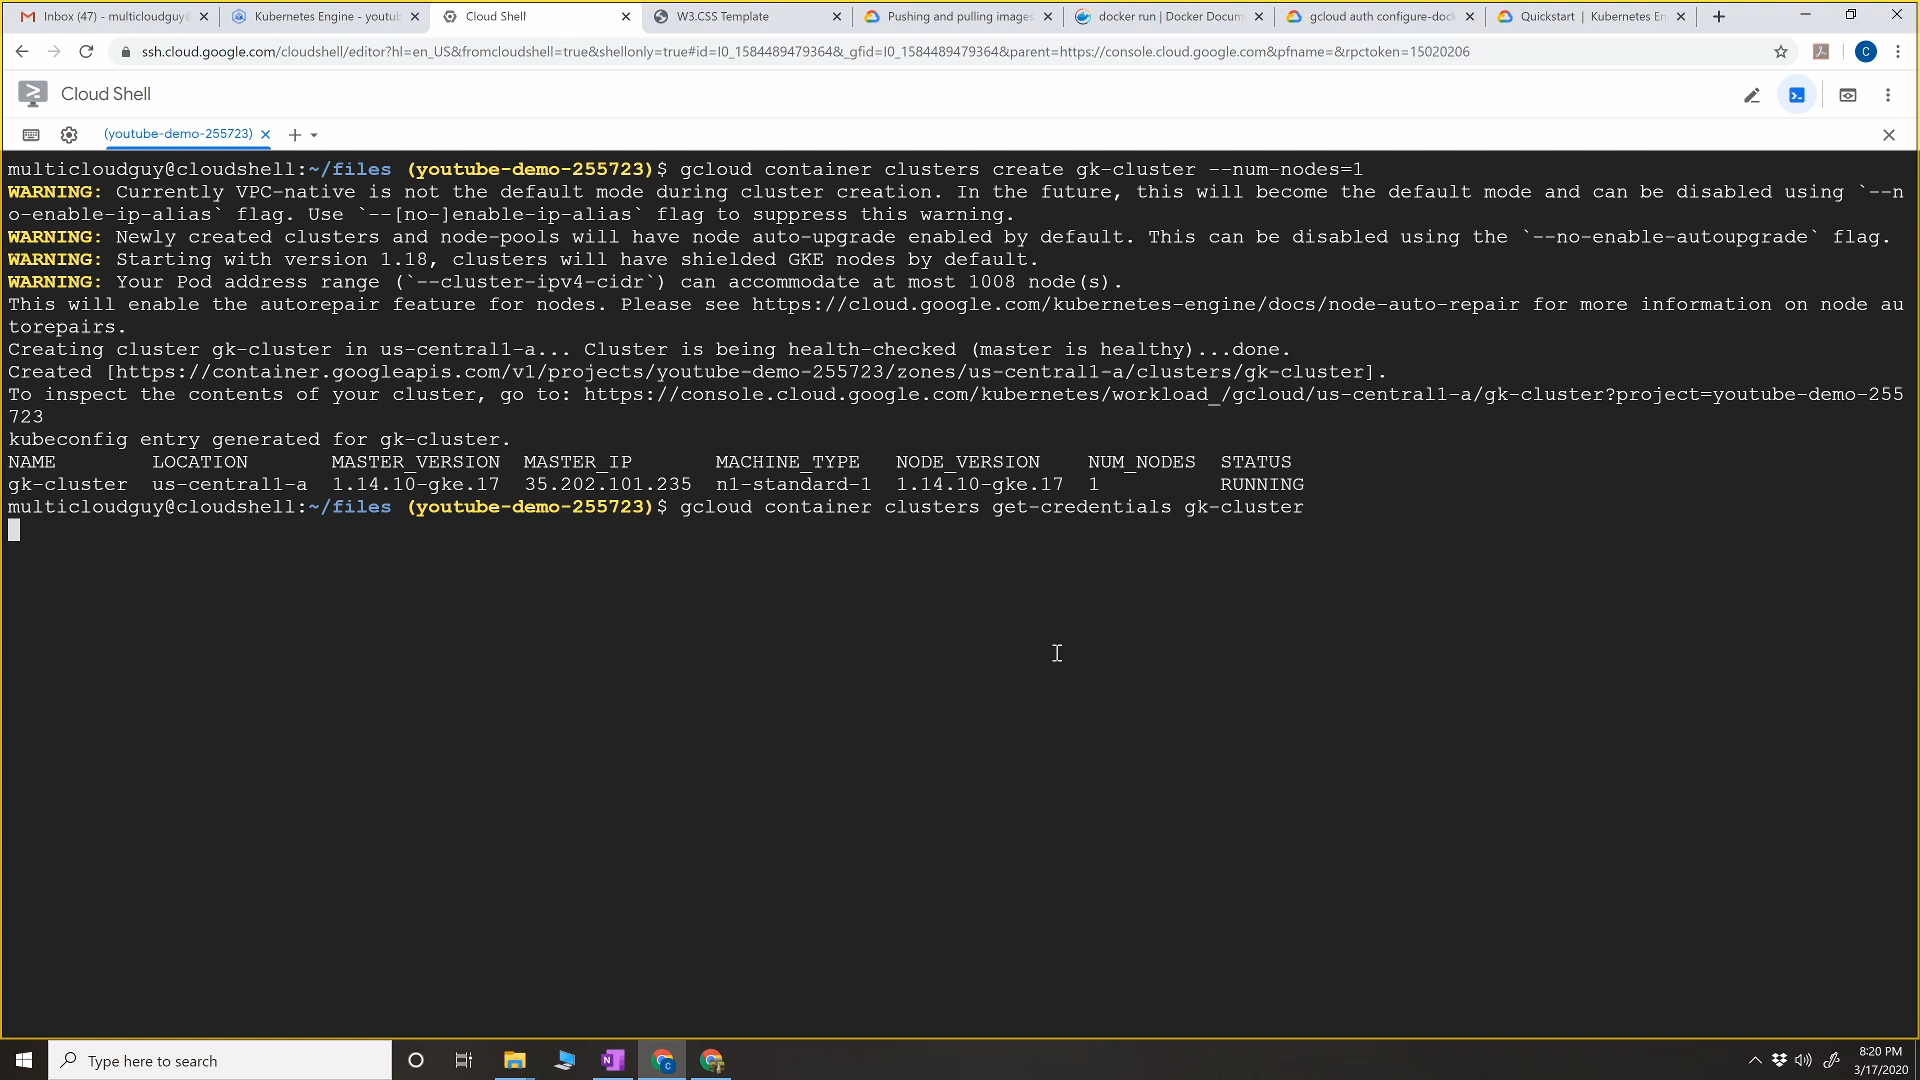 Inbox (47) - multicloudguy
Kubernetes Engine - youtub
Cloud Shell
W3.CSS Template
Pushing and pulling images
docker run | Docker Docum
gcloud auth configure-dock
Quickstart | Kubernetes En
ssh.cloud.google.com/cloudshell/editor?hl=en_US&fromcloudshell=true&shellonly=true#id=I0_1584489479364&_gfid=I0_1584489479364&parent=https://console.cloud.google.com&pfname=&rpctoken=15020206
C
Cloud Shell
(youtube-demo-255723)
multicloudguy@cloudshell:~/files (youtube-demo-255723)$ gcloud container clusters create gk-cluster --num-nodes=1
WARNING: Currently VPC-native is not the default mode during cluster creation. In the future, this will become the default mode and can be disabled using `--n
o-enable-ip-alias` flag. Use `--[no-]enable-ip-alias` flag to suppress this warning.
WARNING: Newly created clusters and node-pools will have node auto-upgrade enabled by default. This can be disabled using the `--no-enable-autoupgrade` flag.
WARNING: Starting with version 1.18, clusters will have shielded GKE nodes by default.
WARNING: Your Pod address range (`--cluster-ipv4-cidr`) can accommodate at most 1008 node(s).
This will enable the autorepair feature for nodes. Please see https://cloud.google.com/kubernetes-engine/docs/node-auto-repair for more information on node au
torepairs.
Creating cluster gk-cluster in us-central1-a... Cluster is being health-checked (master is healthy)...done.
Created [https://container.googleapis.com/v1/projects/youtube-demo-255723/zones/us-central1-a/clusters/gk-cluster].
To inspect the contents of your cluster, go to: https://console.cloud.google.com/kubernetes/workload_/gcloud/us-central1-a/gk-cluster?project=youtube-demo-255
723
kubeconfig entry generated for gk-cluster.
NAME LOCATION MASTER_VERSION MASTER_IP MACHINE_TYPE NODE_VERSION NUM_NODES STATUS
gk-cluster us-central1-a 1.14.10-gke.17 35.202.101.235 n1-standard-1 1.14.10-gke.17 1 RUNNING
multicloudguy@cloudshell:~/files (youtube-demo-255723)$ gcloud container clusters get-credentials gk-cluster
Type here to search
8:20 PM
3/17/2020